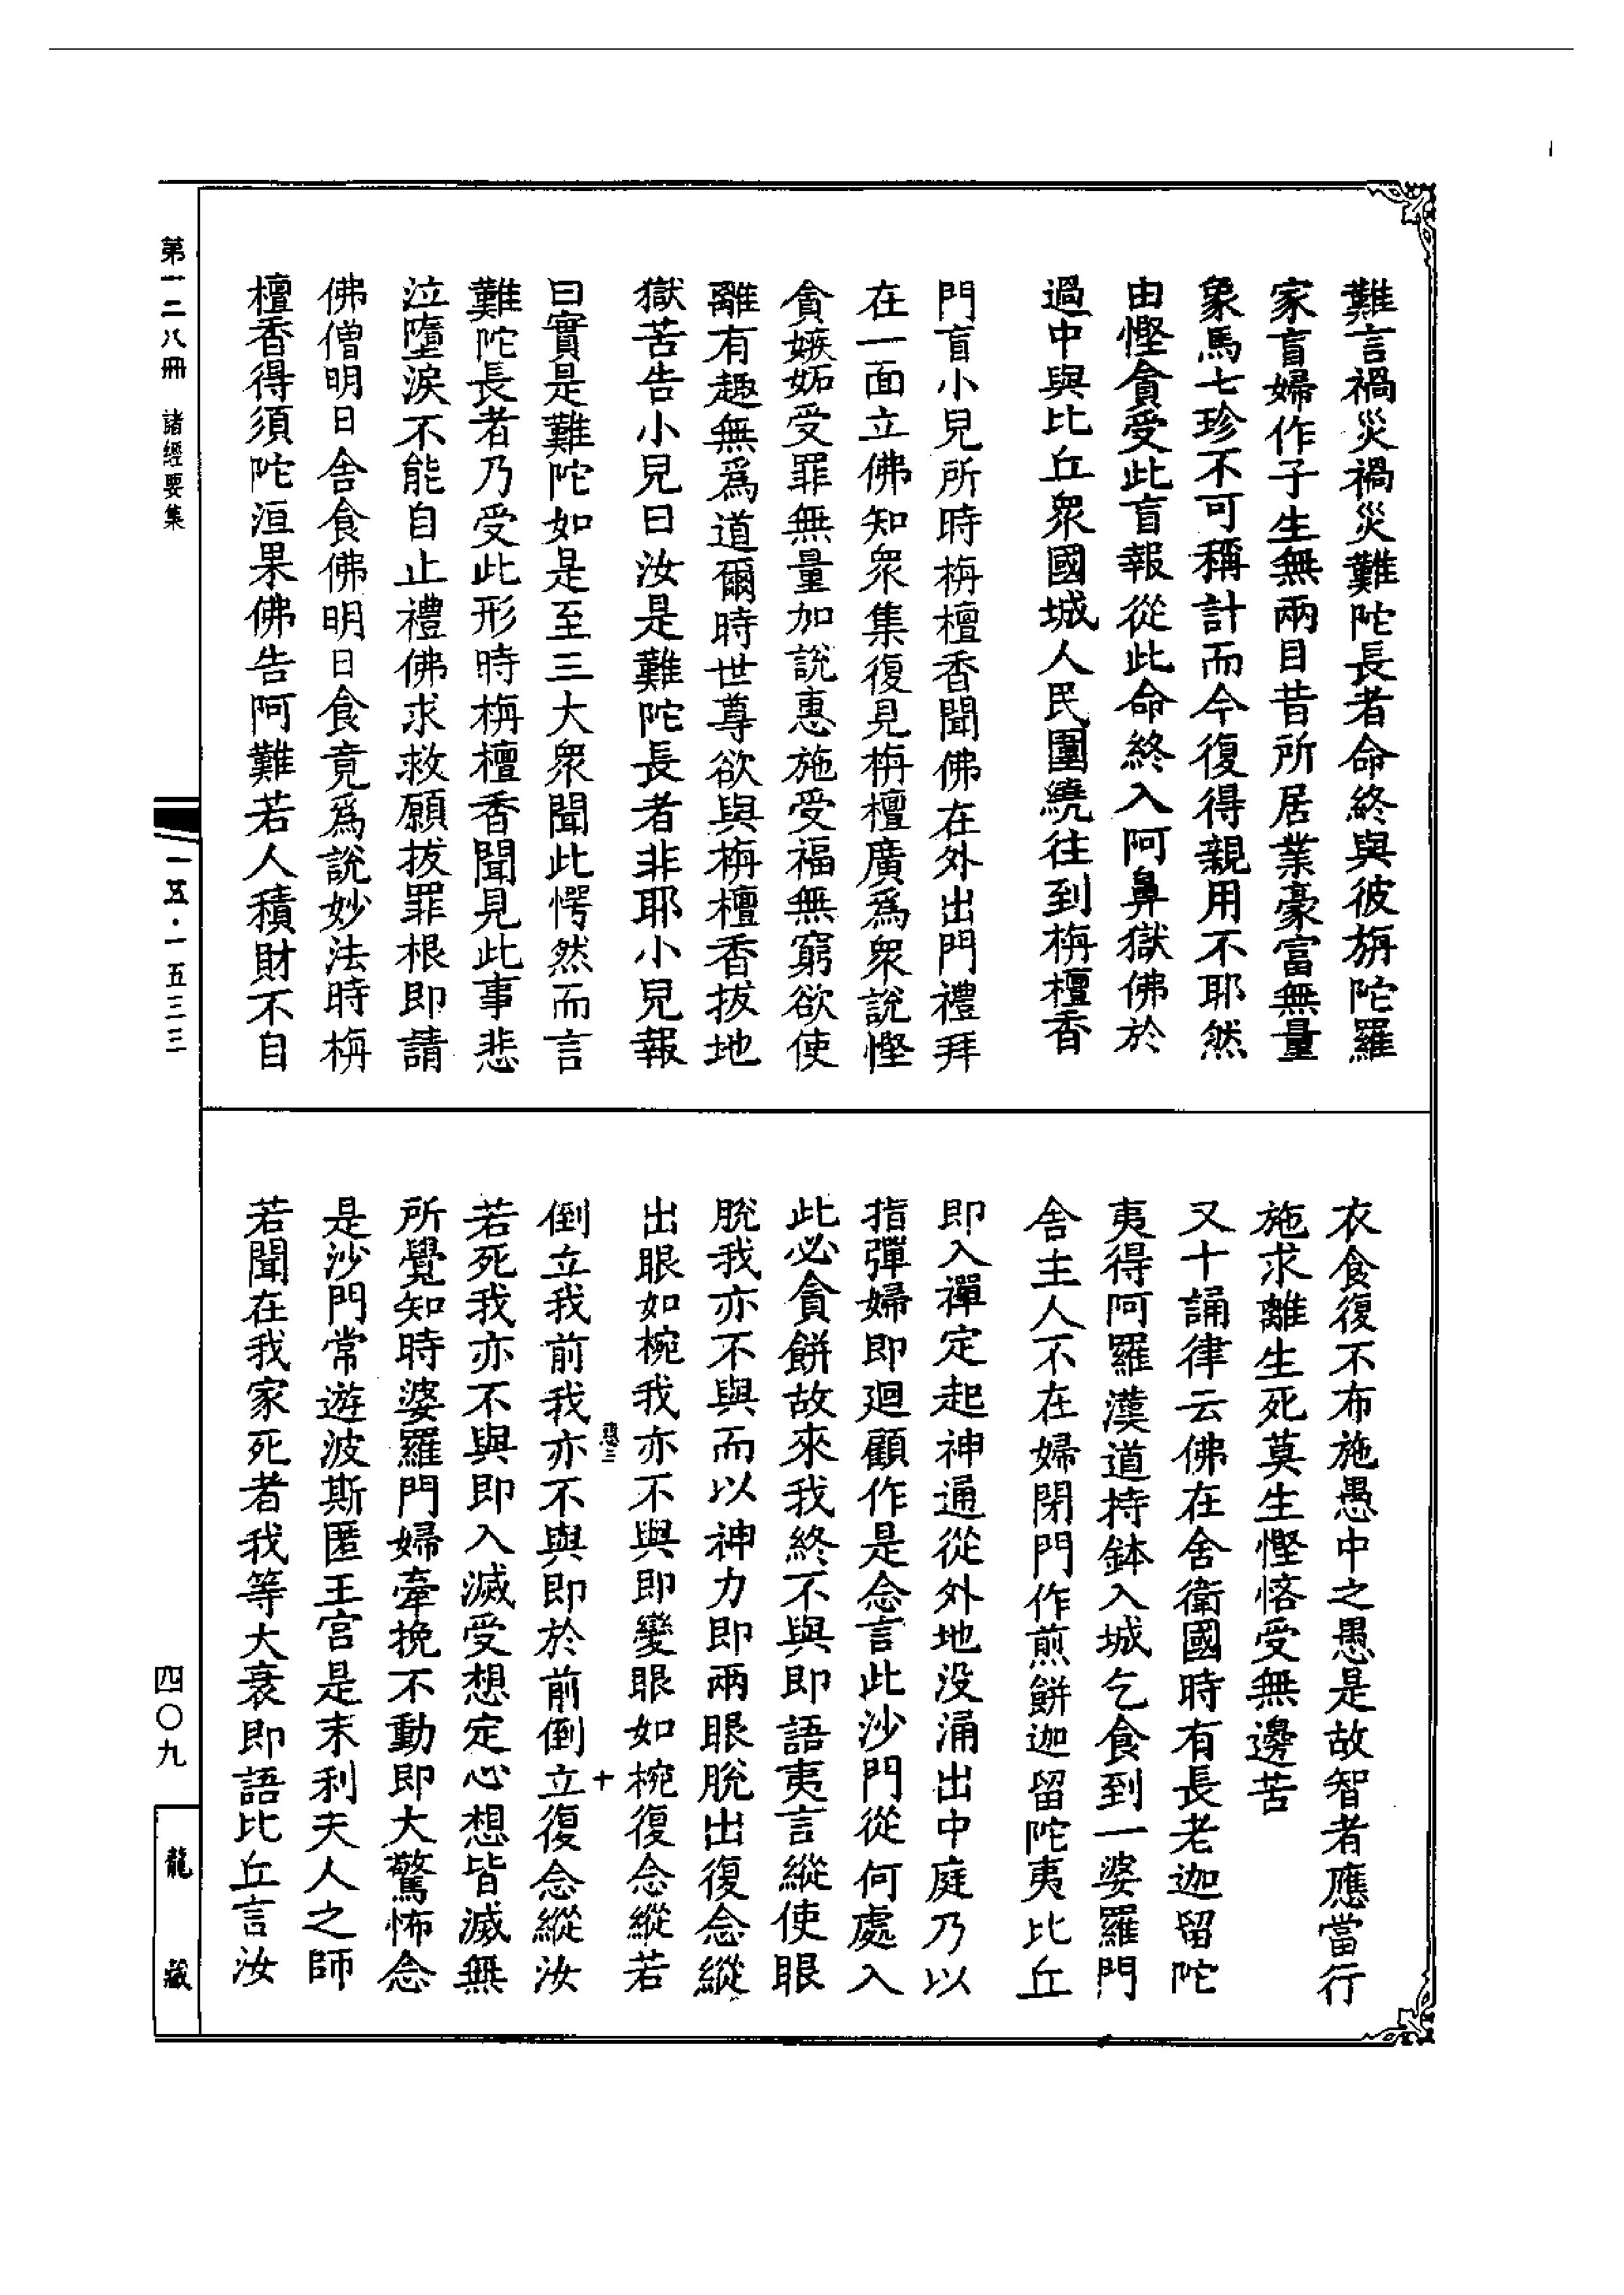 難言禍災禍災難陀長者命終與彼旃陀羅
家盲婦作子生無兩目昔所居業豪富無量
象馬七珍不可稱計而今復得親用不耶然
由慳貪受此盲報從此命終入阿鼻獄佛於
過中與比丘眾國城人民圍繞往到栴檀香
門盲小兒所時栴檀香聞佛在外出門禮拜
在一面立佛知眾集復見栴檀廣為眾說慳
貪嫉妬受罪無量加說惠施受福無窮欲使
離有趣無為道爾時世尊欲與栴檀香拔地
獄苦告小兒曰汝是難陀長者非耶小兒報
曰實是難陀如是至三大眾聞此愕然而言
難陀長者乃受此形時栴檀香聞見此事悲
泣墮淚不能自止禮佛求救願拔罪根即請
佛僧明日舍食佛明日食竟為說妙法時栴
檀香得須陀洹果佛告阿難若人積財不自
衣食復不布施愚中之愚是故智者應當行
施求離生死莫生慳悋受無邊苦
又十誦律云佛在舍衛國時有長老迦留陀
夷得阿羅漢道持鉢入城乞食到一婆羅門
舍主人不在婦閉門作煎餅迦留陀夷比丘
即入禪定起神通從外地没涌出中庭乃以
指彈婦即迴顧作是念言此沙門從何處入
此必貪餅故來我終不與即語夷言縱使眼
脫我亦不與而以神力即兩眼脫出復念縱
出眼如椀我亦不與即變眼如椀復念縱若
倒立我前我亦不與即於前倒立復念縱汝
若死我亦不與即入滅受想定心想皆滅無
所覺知時婆羅門婦牽挽不動即大驚怖念
是沙門常遊波斯匿王宮是末利夫人之師
若聞在我家死者我等大衰即語比丘言汝
十
第一二八冊 諸經要集
一五·一五三三
四〇九
龍藏